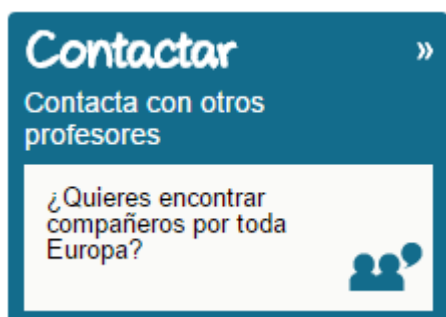 Contactar »
Contacta con otros
profesores
¿Quieres encontrar
compañeros por toda
Europa?